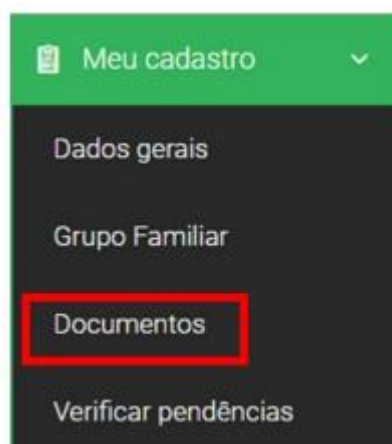 Meu cadastro
Dados gerais
Grupo Familiar
Documentos
Verificar pendências